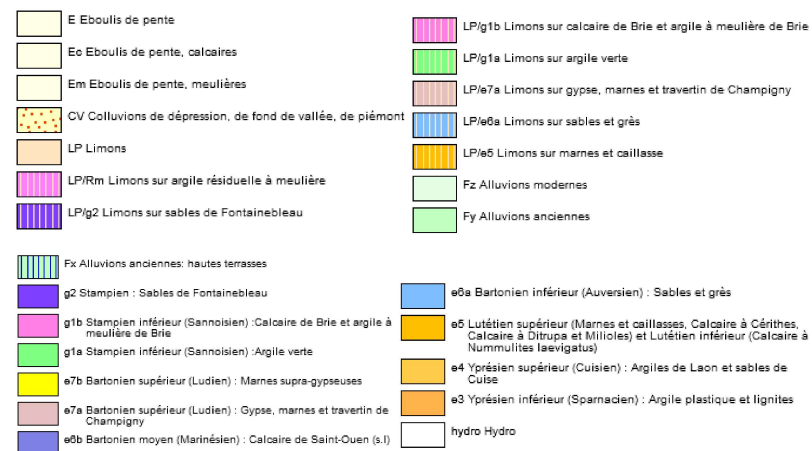 E Eboulis de pente
Ec Eboulis de pente, calcaires
Em Eboulis de pente, meulières
CV Colluvions de dépression, de fond de vallée, de piémont
LP Limons
LP/Rm Limons sur argile résiduelle à meulière
LP/g2 Limons sur sables de Fontainebleau
LP/g1b Limons sur calcaire de Brie et argile à meulière de Brie
LP/g1a Limons sur argile verte
LP/e7a Limons sur gypse, marnes et travertin de Champigny
LP/e6a Limons sur sables et grès
LP/e5 Limons sur marnes et caillasse
Fz Alluvions modernes
Fy Alluvions anciennes
Fx Alluvions anciennes: hautes terrasses
g2 Stampien : Sables de Fontainebleau
g1b Stampien inférieur (Sannoisien) :Calcaire de Brie et argile à
meulière de Brie
g1a Stampien inférieur (Sannoisien) :Argile verte
e7b Bartonien supérieur (Ludien) : Marnes supra-gypseuses
e7a Bartonien supérieur (Ludien) : Gypse, marnes et travertin de
Champigny
e6b Bartonien moyen (Marinésien) : Calcaire de Saint-Ouen (s.l)
e6a Bartonien inférieur (Auversien) : Sables et grès
e5 Lutétien supérieur (Marnes et caillasses, Calcaire à Cérithes,
Calcaire à Ditrupa et Milioles) et Lutétien inférieur (Calcaire à
Nummulites laevigatus)
e4 Yprésien supérieur (Cuisien) : Argiles de Laon et sables de
Cuise
e3 Yprésien inférieur (Sparnacien) : Argile plastique et lignites
hydro Hydro